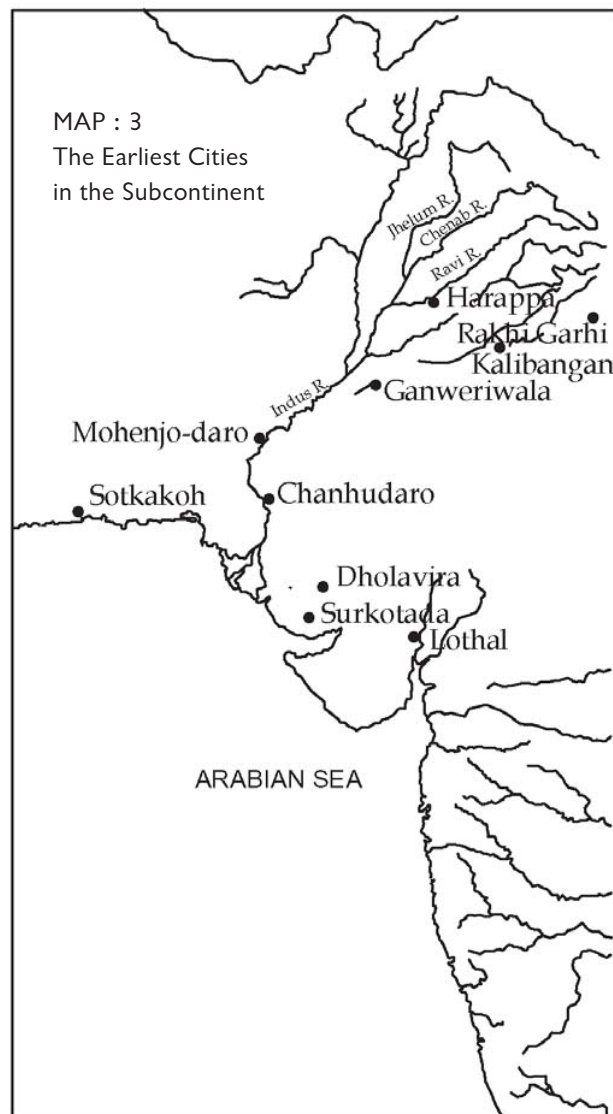 MAP : 3
The Earliest Cities
in the Subcontinent
Jhelum R.
Chenab R.
Ravi R.
Harappa
Rakhi Garhi
Kalibangan
Ganweriwala
Indus R.
Mohenjo-daro
Sotkakoh
Chanhudaro
Dholavira
Surkotada
Lothal
ARABIAN SEA